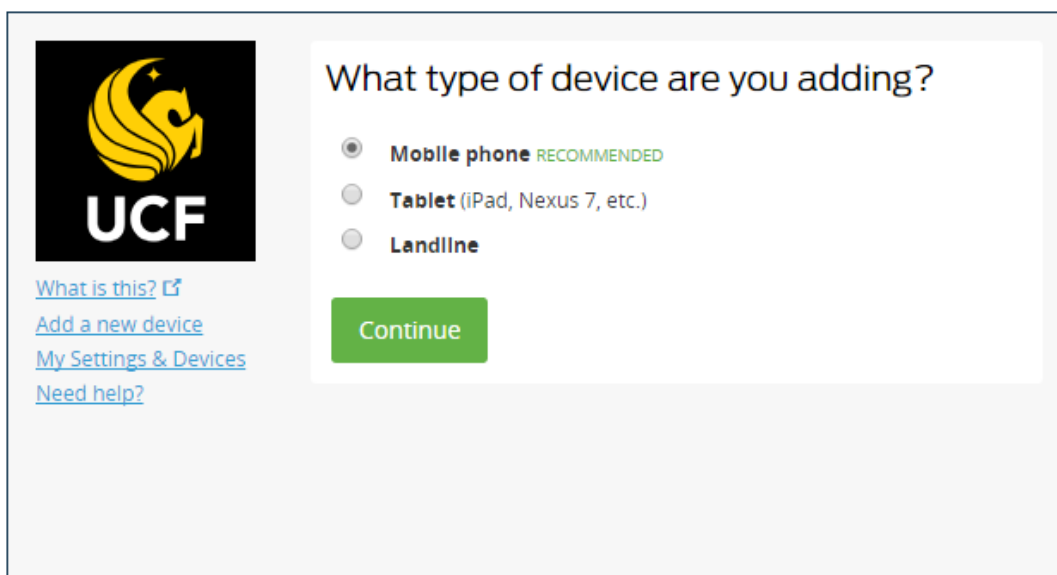 UCF
What is this?
Add a new device
My Settings & Devices
Need help?
What type of device are you adding?
Mobile phone RECOMMENDED
Tablet (iPad, Nexus 7, etc.)
Landline
Continue